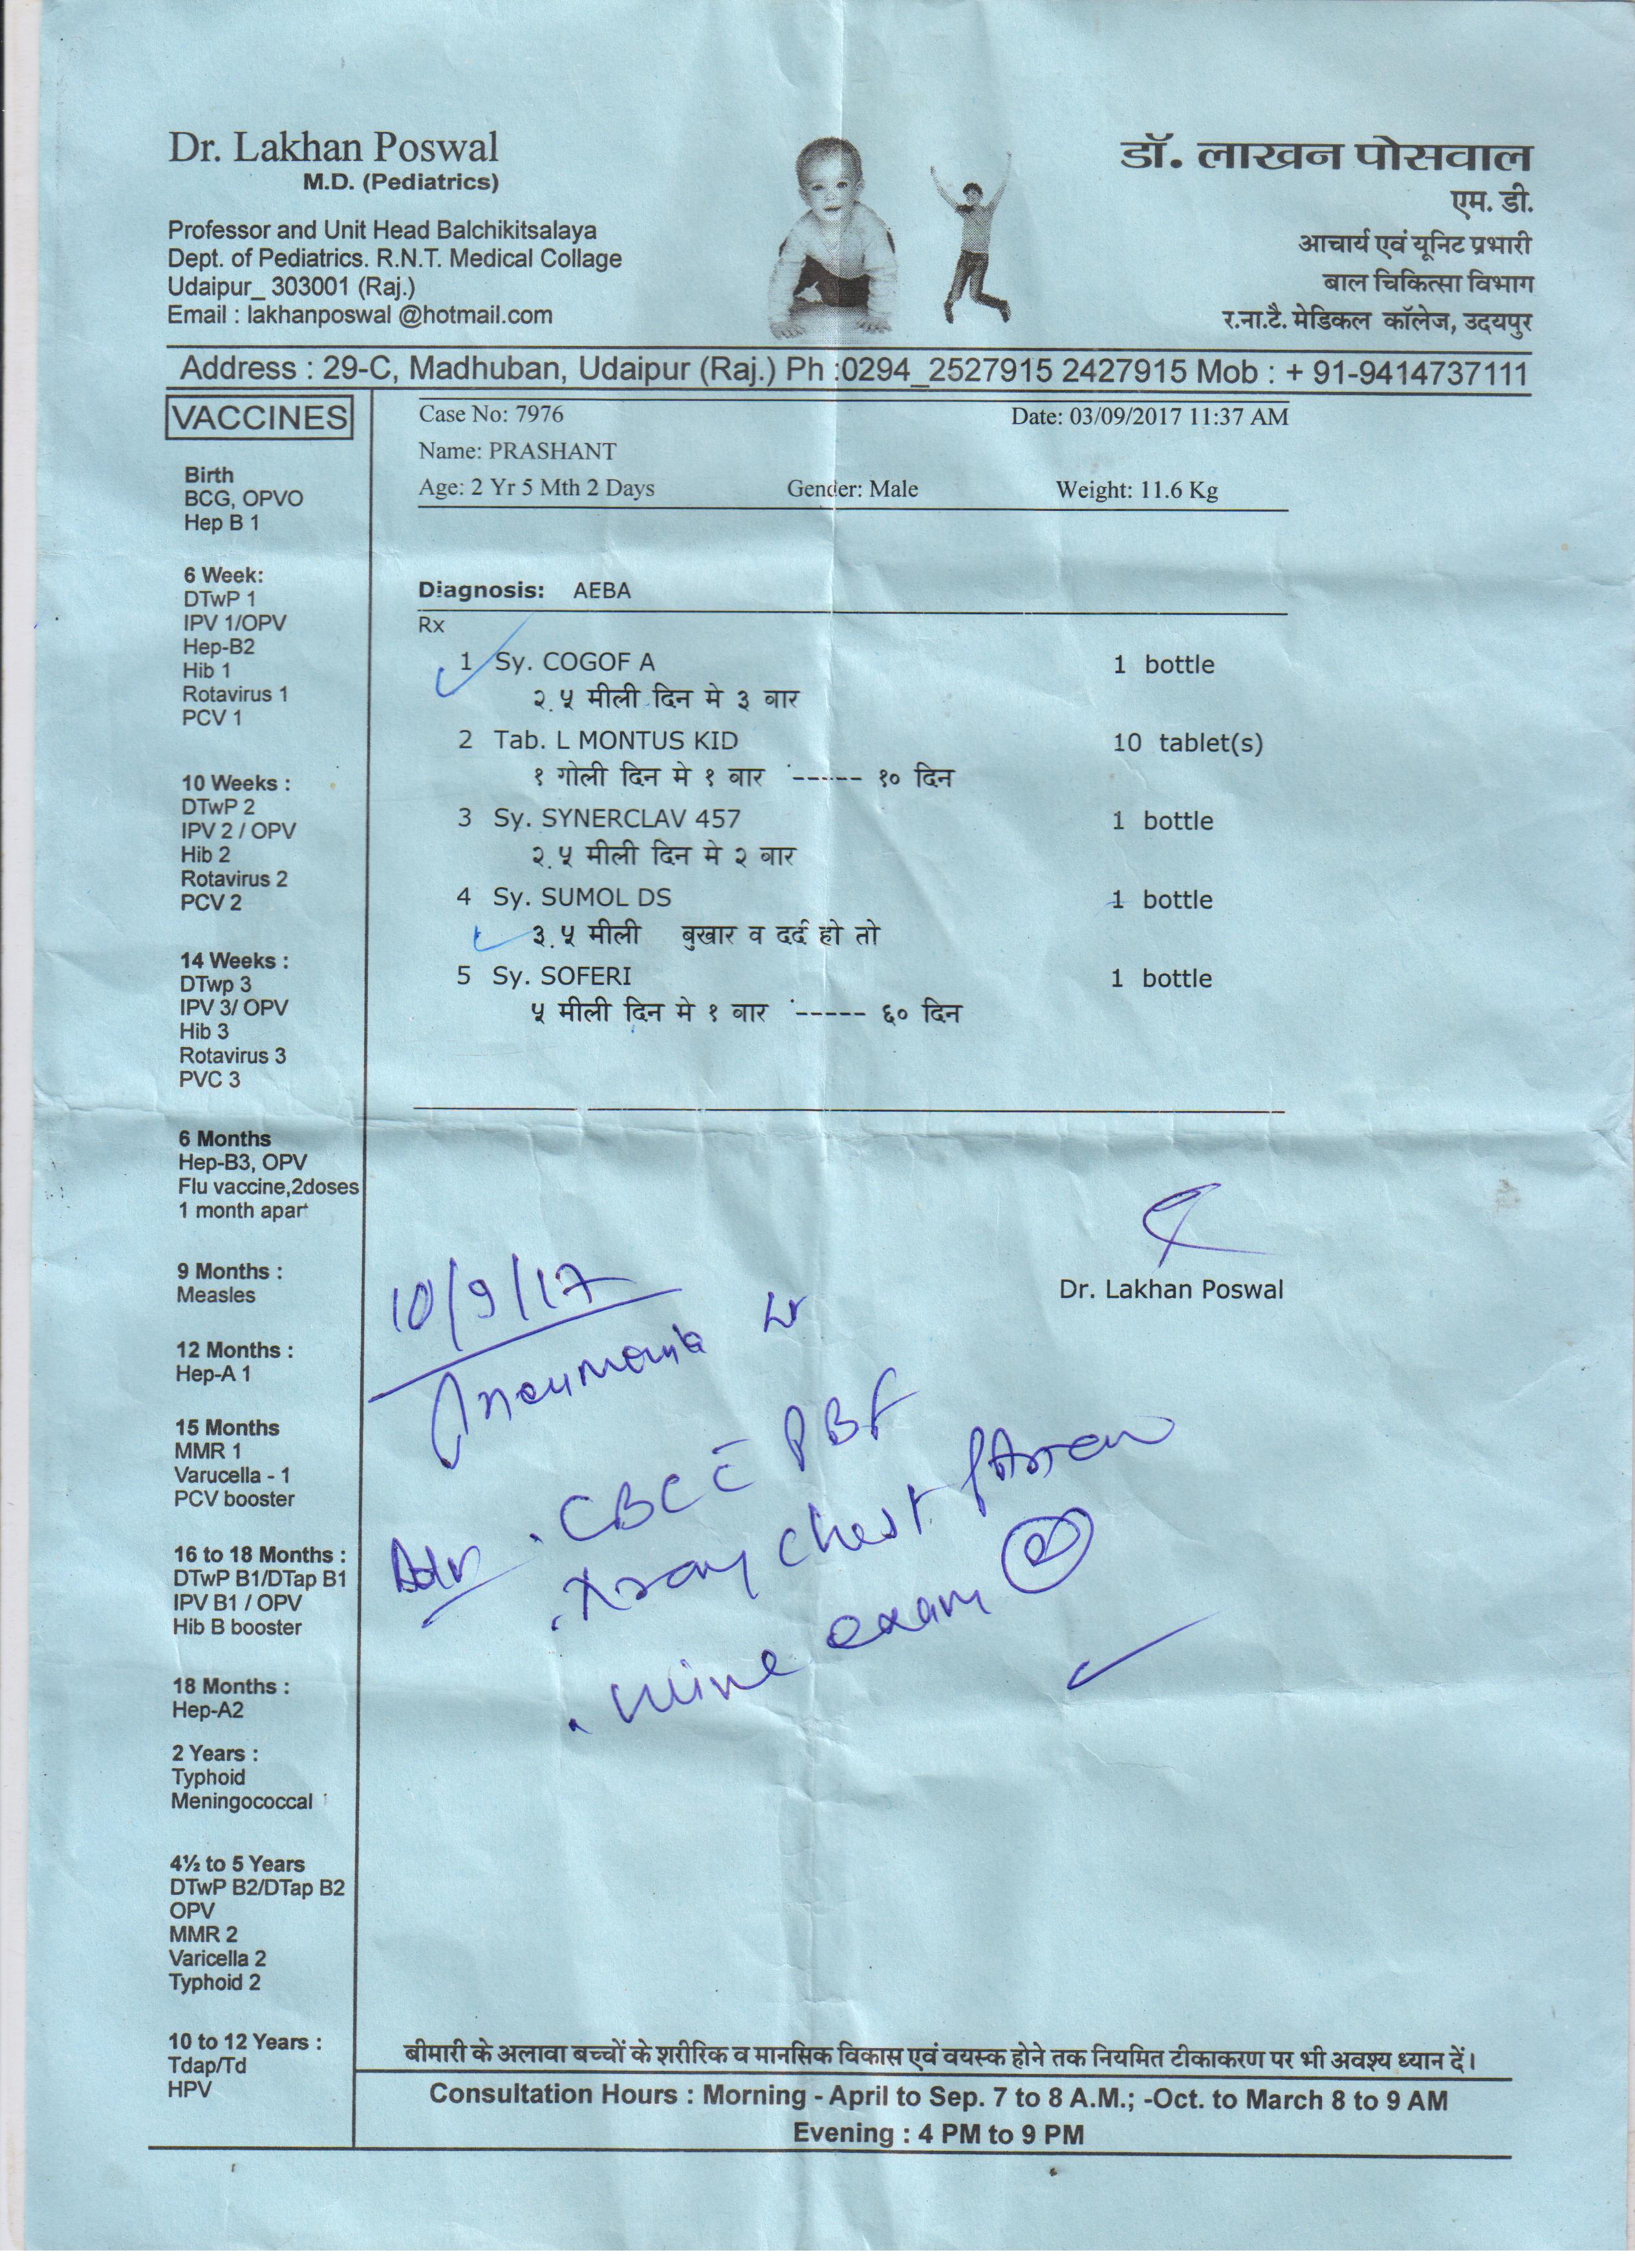 Dr. Lakhan Poswal
M.D. (Pediatrics)
Professor and Unit Head Balchikitsalaya
Dept. of Pediatrics. R.N.T. Medical Collage
Udaipur_ 303001 (Raj.)
Email : lakhanposwal @hotmail.com
डॉ. लाखन पोसवाल
एम. डी.
आचार्य एवं यूनिट प्रभारी
बाल चिकित्सा विभाग
र.ना.टै. मेडिकल कॉलेज, उदयपुर
Address : 29-C, Madhuban, Udaipur (Raj.) Ph :0294_2527915 2427915 Mob : + 91-9414737111
VACCINES
Birth
BCG, OPVO
Hep B 1
6 Week:
DTwP 1
IPV 1/OPV
Hep-B2
Hib 1
Rotavirus 1
PCV 1
10 Weeks :
DTwP 2
IPV 2 / OPV
Hib 2
Rotavirus 2
PCV 2
14 Weeks :
DTwp 3
IPV 3/ OPV
Hib 3
Rotavirus 3
PVC 3
6 Months
Hep-B3, OPV
Flu vaccine,2doses
1 month apart
9 Months :
Measles
12 Months :
Hep-A 1
15 Months
MMR 1
Varucella - 1
PCV booster
16 to 18 Months :
DTwP B1/DTap B1
IPV B1 / OPV
Hib B booster
18 Months :
Hep-A2
2 Years :
Typhoid
Meningococcal
4½ to 5 Years
DTwP B2/DTap B2
OPV
MMR 2
Varicella 2
Typhoid 2
10 to 12 Years :
Tdap/Td
HPV
Case No: 7976 Date: 03/09/2017 11:37 AM
Name: PRASHANT
Age: 2 Yr 5 Mth 2 Days Gender: Male Weight: 11.6 Kg
Diagnosis: AEBA
Rx
1 Sy. COGOF A 1 bottle
२.५ मीली दिन मे ३ बार
2 Tab. L MONTUS KID 10 tablet(s)
१ गोली दिन मे १ बार ------ १० दिन
3 Sy. SYNERCLAV 457 1 bottle
२.५ मीली दिन मे २ बार
4 Sy. SUMOL DS 1 bottle
३.५ मीली बुखार व दर्द हो तो
5 Sy. SOFERI 1 bottle
५ मीली दिन मे १ बार ------ ६० दिन
Dr. Lakhan Poswal
10/9/17
Pneumonia
Adv . CBC c̄ PBF
. Xray chest
. urine exam
बीमारी के अलावा बच्चों के शरीरिक व मानसिक विकास एवं वयस्क होने तक नियमित टीकाकरण पर भी अवश्य ध्यान दें।
Consultation Hours : Morning - April to Sep. 7 to 8 A.M.; -Oct. to March 8 to 9 AM
Evening : 4 PM to 9 PM